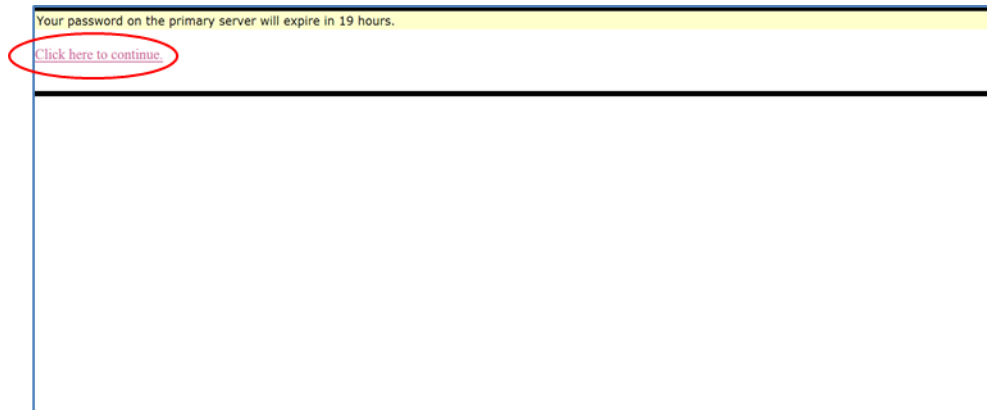 Your password on the primary server will expire in 19 hours.
Click here to continue.